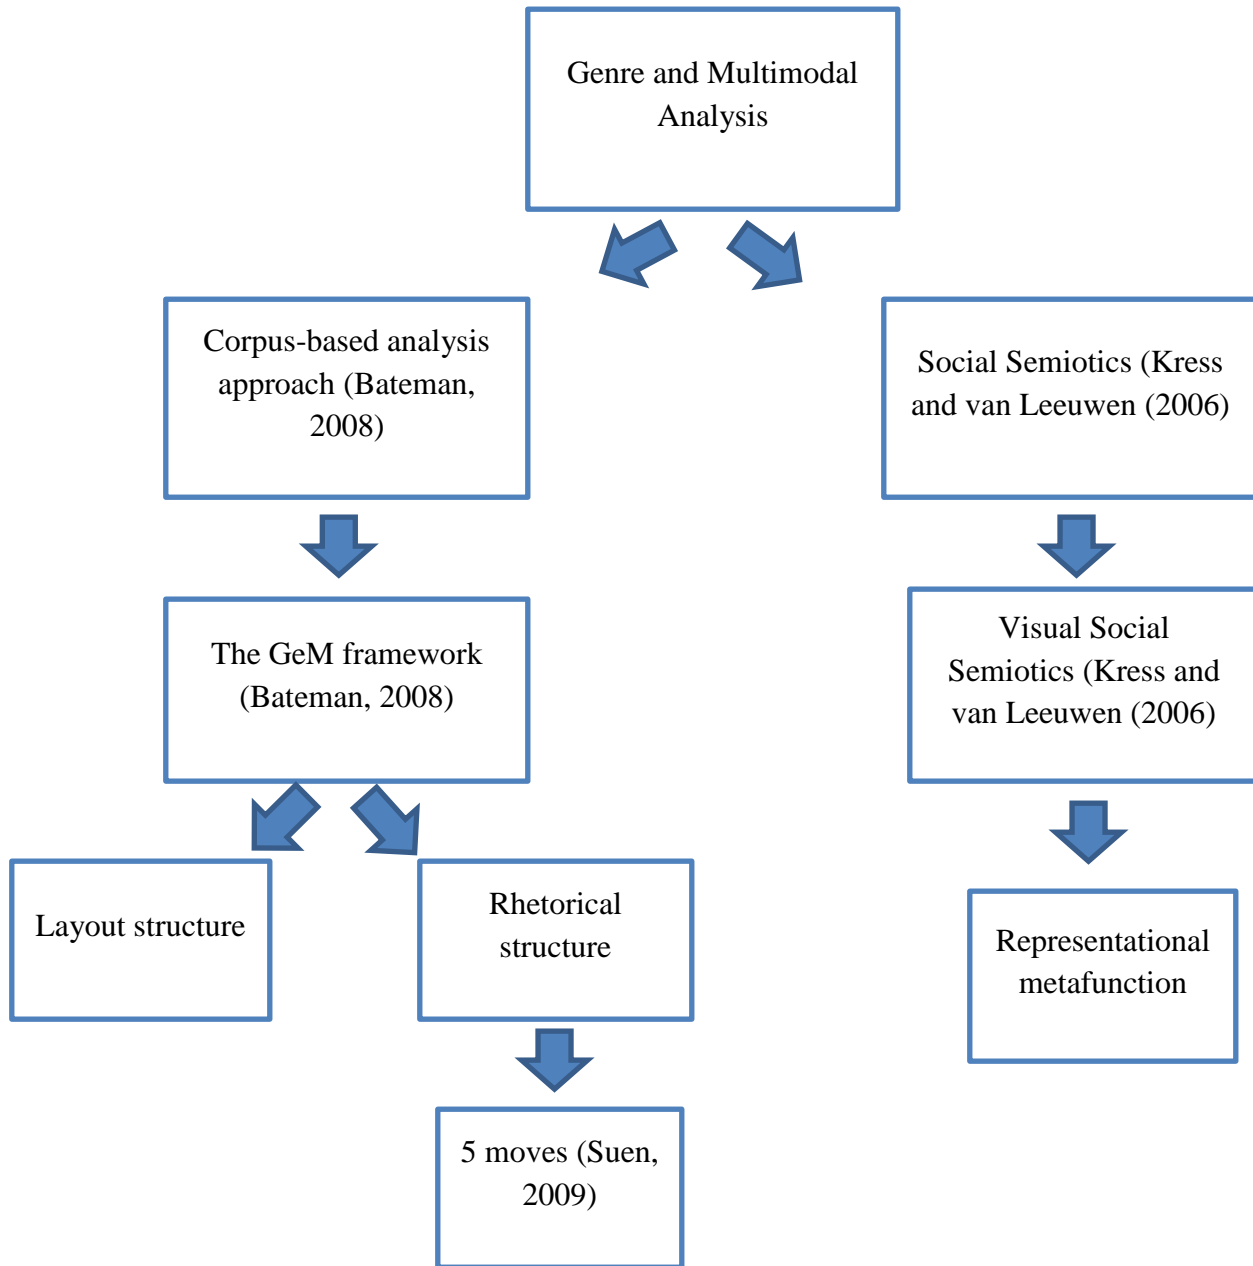 Genre and Multimodal
Analysis
Corpus-based analysis
approach (Bateman,
2008)
Social Semiotics (Kress
and van Leeuwen (2006)
The GeM framework
(Bateman, 2008)
Visual Social
Semiotics (Kress and
van Leeuwen (2006)
Layout structure
Rhetorical
structure
Representational
metafunction
5 moves (Suen,
2009)